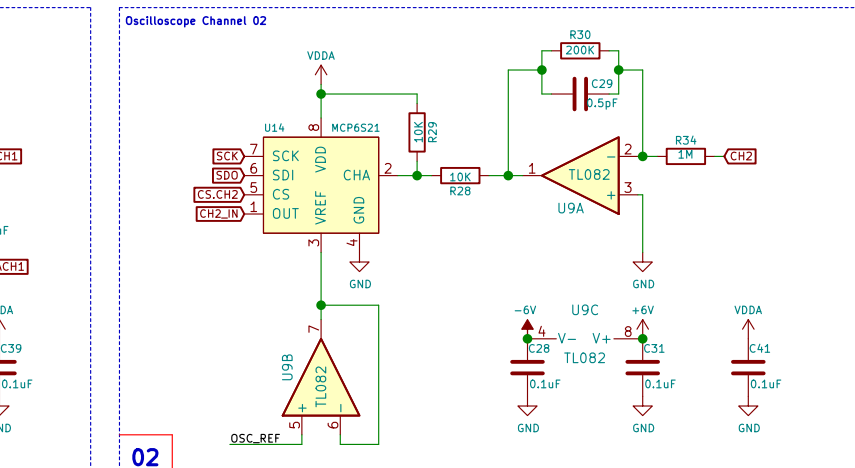 Oscilloscope Channel 02
R30
200K
VDDA
C29
0.5pF
U14
MCP6S21
8
10K
R29
CH1
SCK
7
SCK
VDD
SDO
6
SDI
CHA
2
CS.CH2
5
CS
CH2_IN
1
OUT
VREF
GND
10K
R28
1
TL082
U9A
2
-
+
3
R34
1M
CH2
3
4
GND
GND
ACH1
-6V
U9C
+6V
VDDA
4
V-
V+
8
TL082
C28
0.1uF
C31
0.1uF
C41
0.1uF
GND
GND
GND
C39
0.1uF
7
U9B
TL082
+
-
5
6
OSC_REF
02